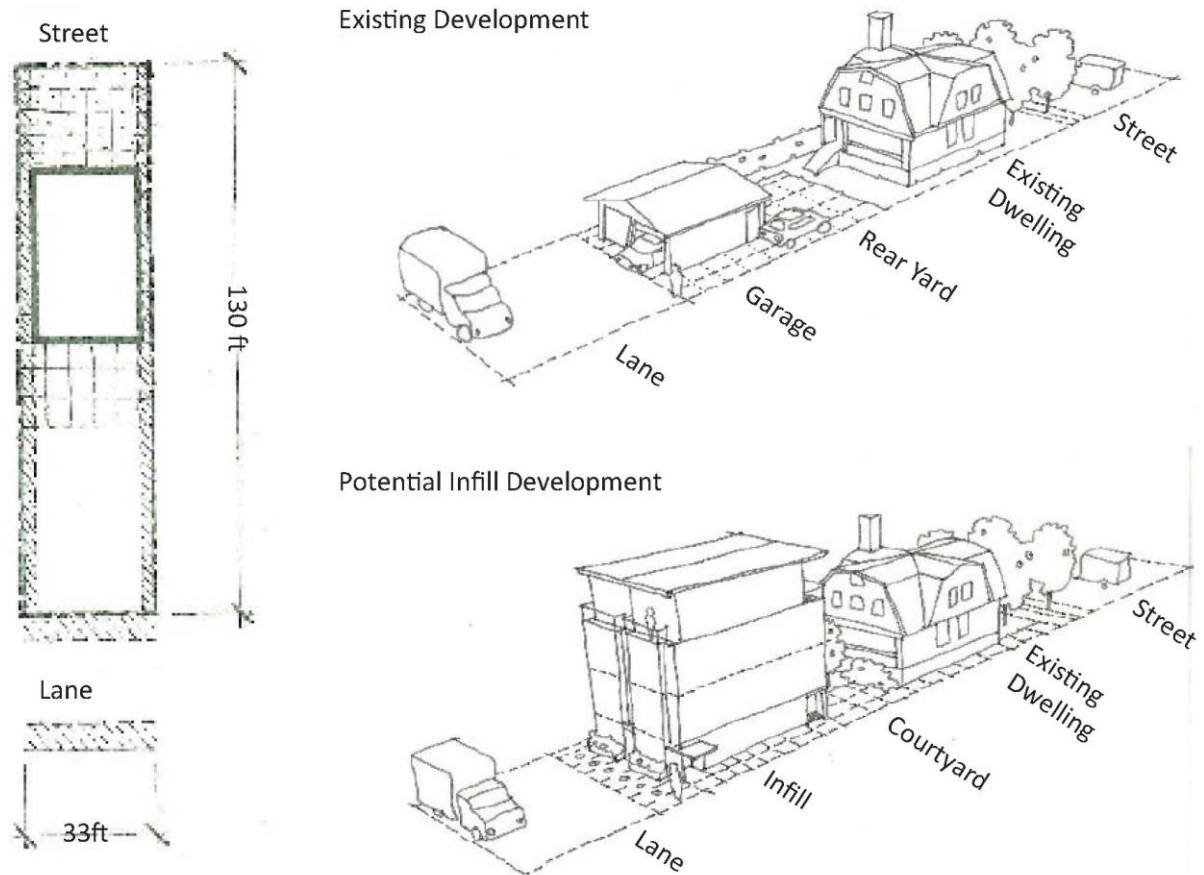 Street
130 ft
Lane
33ft
Existing Development
Street
Existing
Dwelling
Rear Yard
Garage
Lane
Potential Infill Development
Street
Existing
Dwelling
Courtyard
Infill
Lane